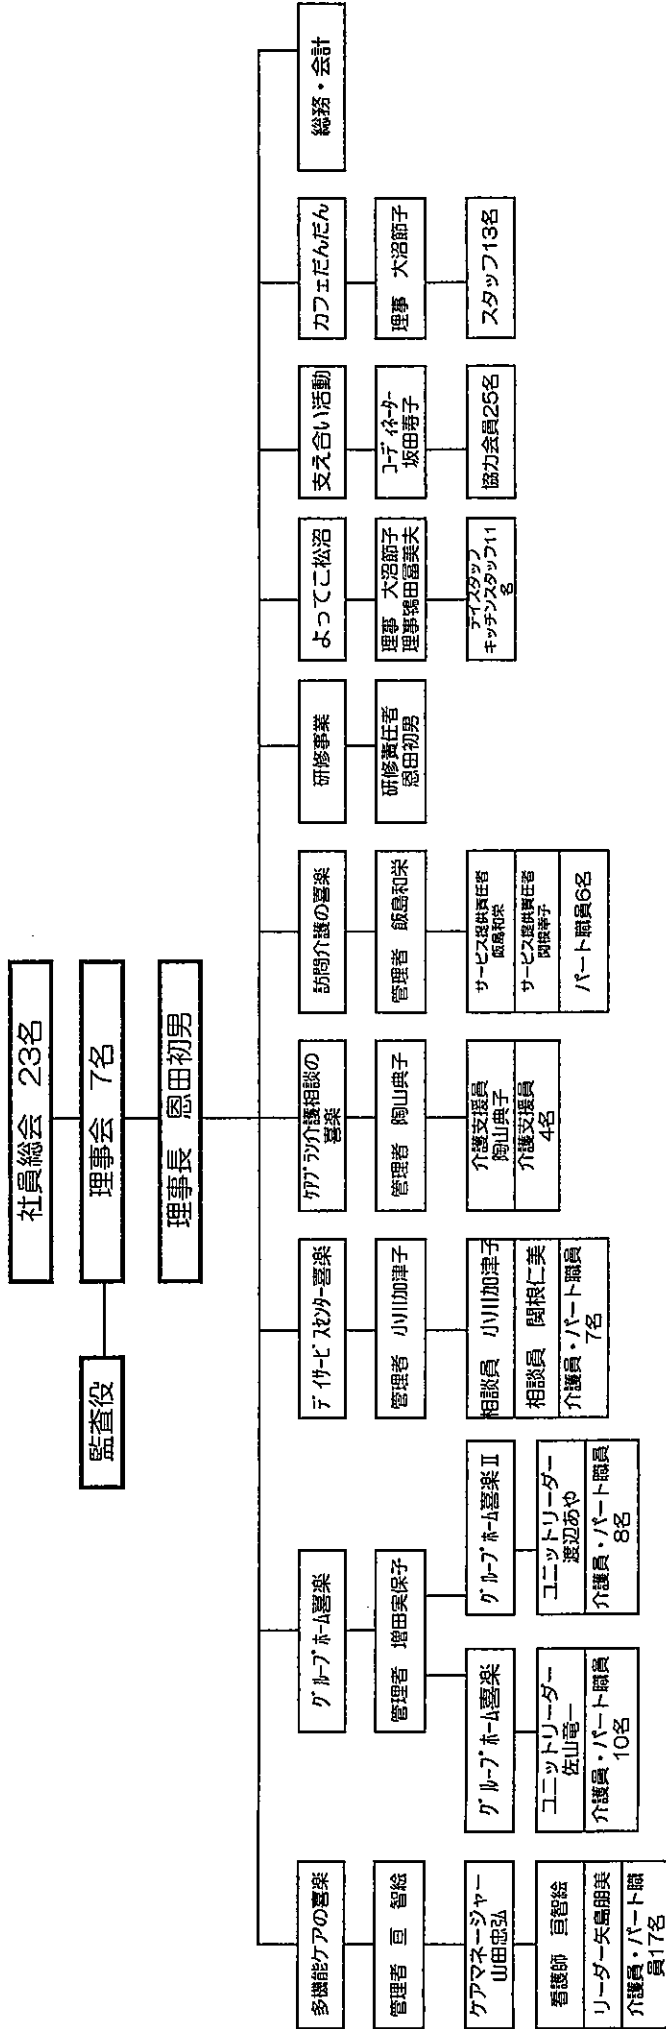 社員総会 23名
理事会 7名
監査役
理事長 恩田初男
多機能ケアの喜楽
管理者 亘 智絵
ケアマネージャー
山田忠弘
看護師 亘智絵
リーダー矢島朋美
介護員・パート職
員17名
グループホーム喜楽
管理者 増田実保子
グループホーム喜楽
ユニットリーダー
佐山竜一
介護員・パート職員
10名
グループホーム喜楽Ⅱ
ユニットリーダー
渡辺あや
介護員・パート職員
8名
デイサービスセンター喜楽
管理者 小川加津子
相談員 小川加津子
相談員 関根仁美
介護員・パート職員
7名
ケアプラン介護相談の
喜楽
管理者 陶山典子
介護支援員
陶山典子
介護支援員
4名
訪問介護の喜楽
管理者 飯島和栄
サービス提供責任者
飯島和栄
サービス提供責任者
関根幸子
パート職員6名
研修事業
研修責任者
恩田初男
よってこ松沼
理事 大沼節子
理事鴇田冨美夫
デイスタッフ
キッチンスタッフ11
名
支え合い活動
コーディネーター
坂田寿子
協力会員25名
カフェだんだん
理事 大沼節子
スタッフ13名
総務・会計